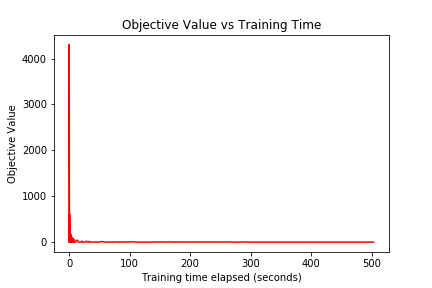 Objective Value vs Training Time
4000
3000
2000
1000
0
Objective Value
0 100 200 300 400 500
Training time elapsed (seconds)